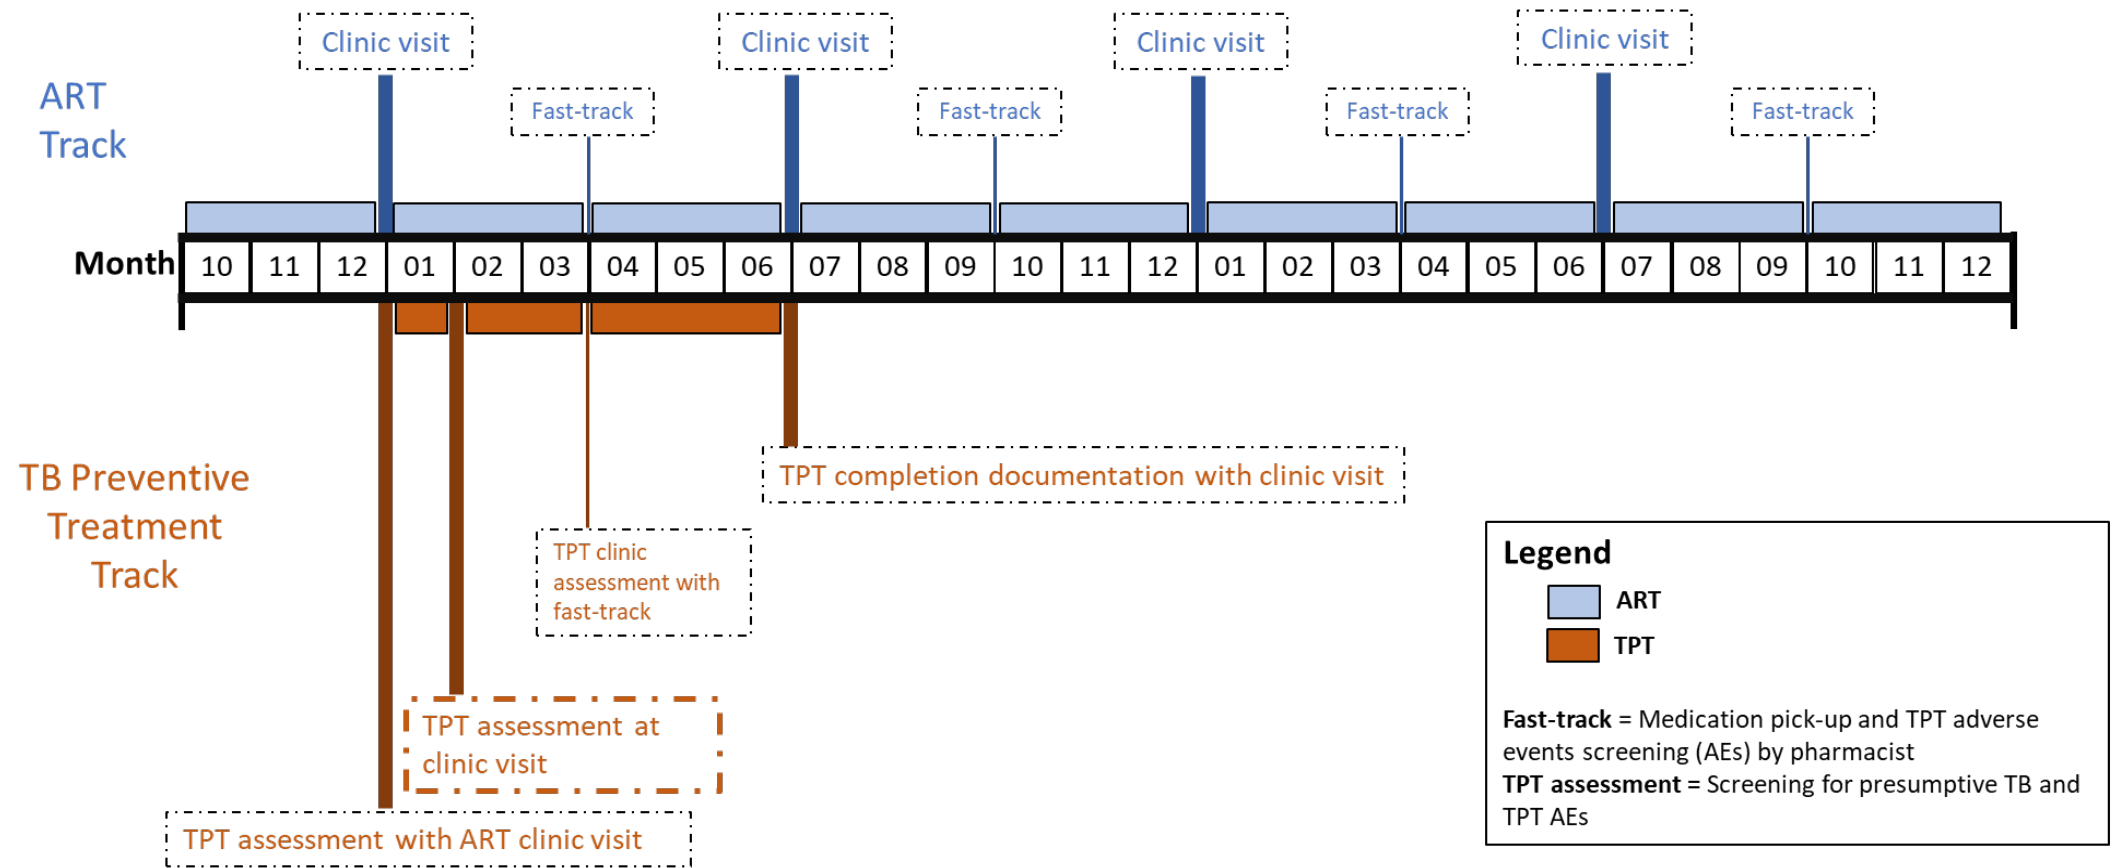 Clinic visit
Clinic visit
Clinic visit
Clinic visit
ART
Track
Fast-track
Fast-track
Fast-track
Fast-track
Month 10 11 12 01 02 03 04 05 06 07 08 09 10 11 12 01 02 03 04 05 06 07 08 09 10 11 12
TB Preventive
Treatment
Track
TPT completion documentation with clinic visit
TPT clinic
assessment with
fast-track
TPT assessment at
clinic visit
TPT assessment with ART clinic visit
Legend
ART
TPT
Fast-track = Medication pick-up and TPT adverse
events screening (AEs) by pharmacist
TPT assessment = Screening for presumptive TB and
TPT AEs